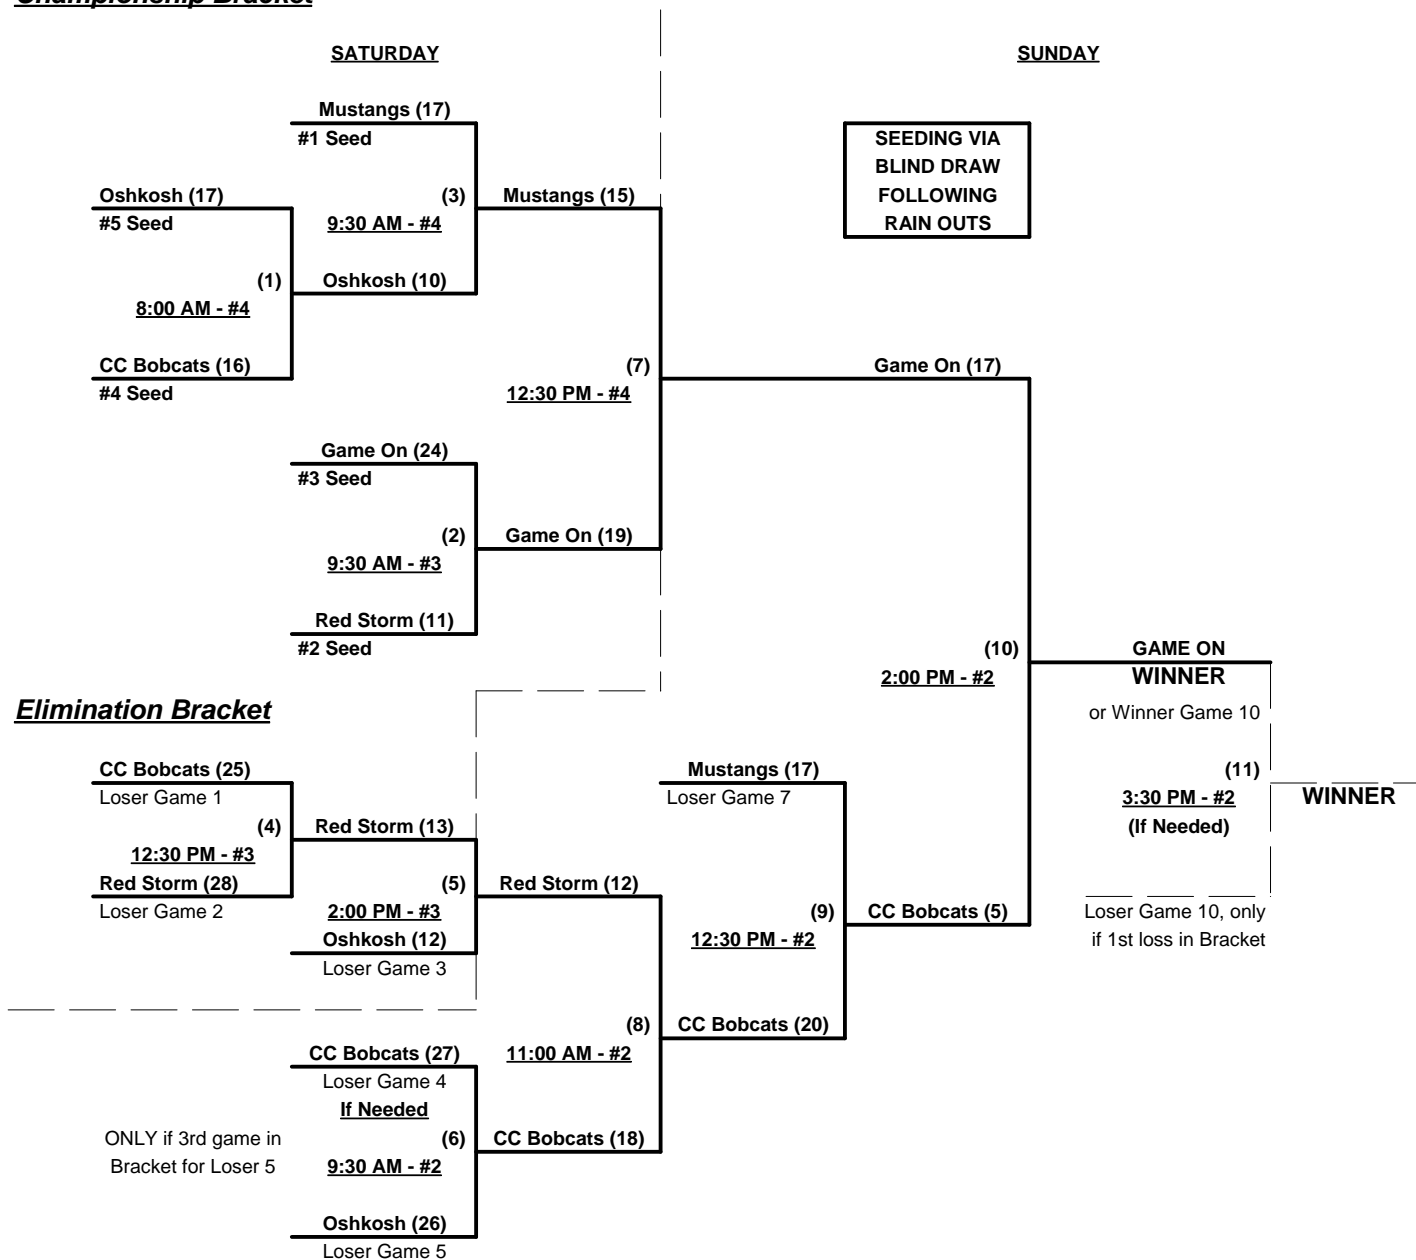 Championship Bracket
SATURDAY
SUNDAY
Mustangs (17)
#1 Seed
SEEDING VIA
BLIND DRAW
FOLLOWING
RAIN OUTS
Oshkosh (17)
#5 Seed
(3)
9:30 AM - #4
Mustangs (15)
(1)
8:00 AM - #4
Oshkosh (10)
CC Bobcats (16)
#4 Seed
(7)
12:30 PM - #4
Game On (17)
Game On (24)
#3 Seed
(2)
9:30 AM - #3
Game On (19)
Red Storm (11)
#2 Seed
(10)
2:00 PM - #2
GAME ON
WINNER
or Winner Game 10
Elimination Bracket
CC Bobcats (25)
Loser Game 1
Mustangs (17)
Loser Game 7
(11)
3:30 PM - #2
(If Needed)
WINNER
(4)
12:30 PM - #3
Red Storm (13)
Red Storm (28)
Loser Game 2
(5)
2:00 PM - #3
Red Storm (12)
Oshkosh (12)
Loser Game 3
(9)
12:30 PM - #2
CC Bobcats (5)
Loser Game 10, only
if 1st loss in Bracket
(8)
11:00 AM - #2
CC Bobcats (20)
CC Bobcats (27)
Loser Game 4
If Needed
ONLY if 3rd game in
Bracket for Loser 5
(6)
9:30 AM - #2
CC Bobcats (18)
Oshkosh (26)
Loser Game 5